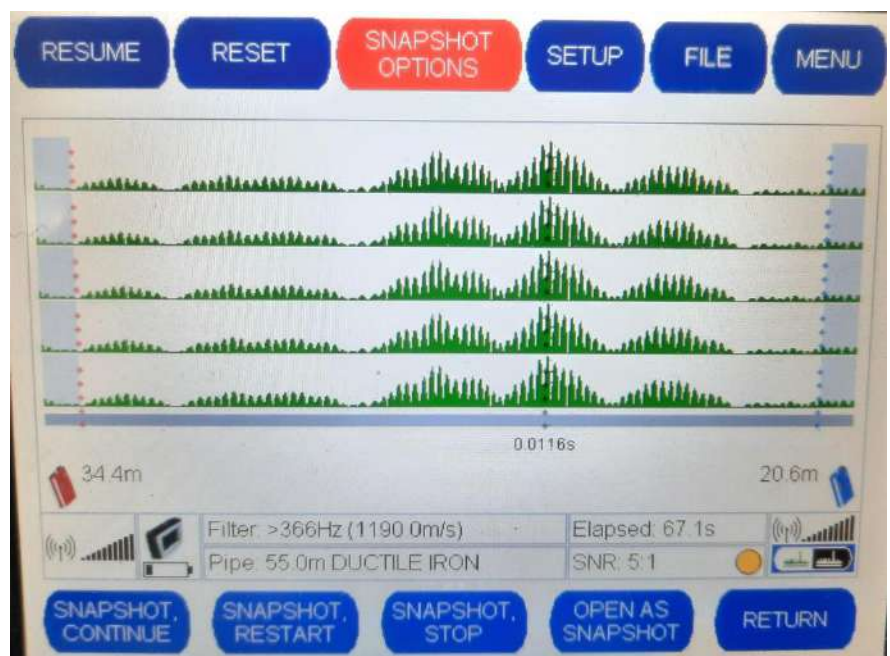 RESUME
RESET
SNAPSHOT
OPTIONS
SETUP
FILE
MENU
0.0116s
34.4m
20.6m
Filter: >366Hz (1190.0m/s)
Elapsed: 67.1s
Pipe: 55.0m DUCTILE IRON
SNR: 5:1
SNAPSHOT,
CONTINUE
SNAPSHOT,
RESTART
SNAPSHOT,
STOP
OPEN AS
SNAPSHOT
RETURN